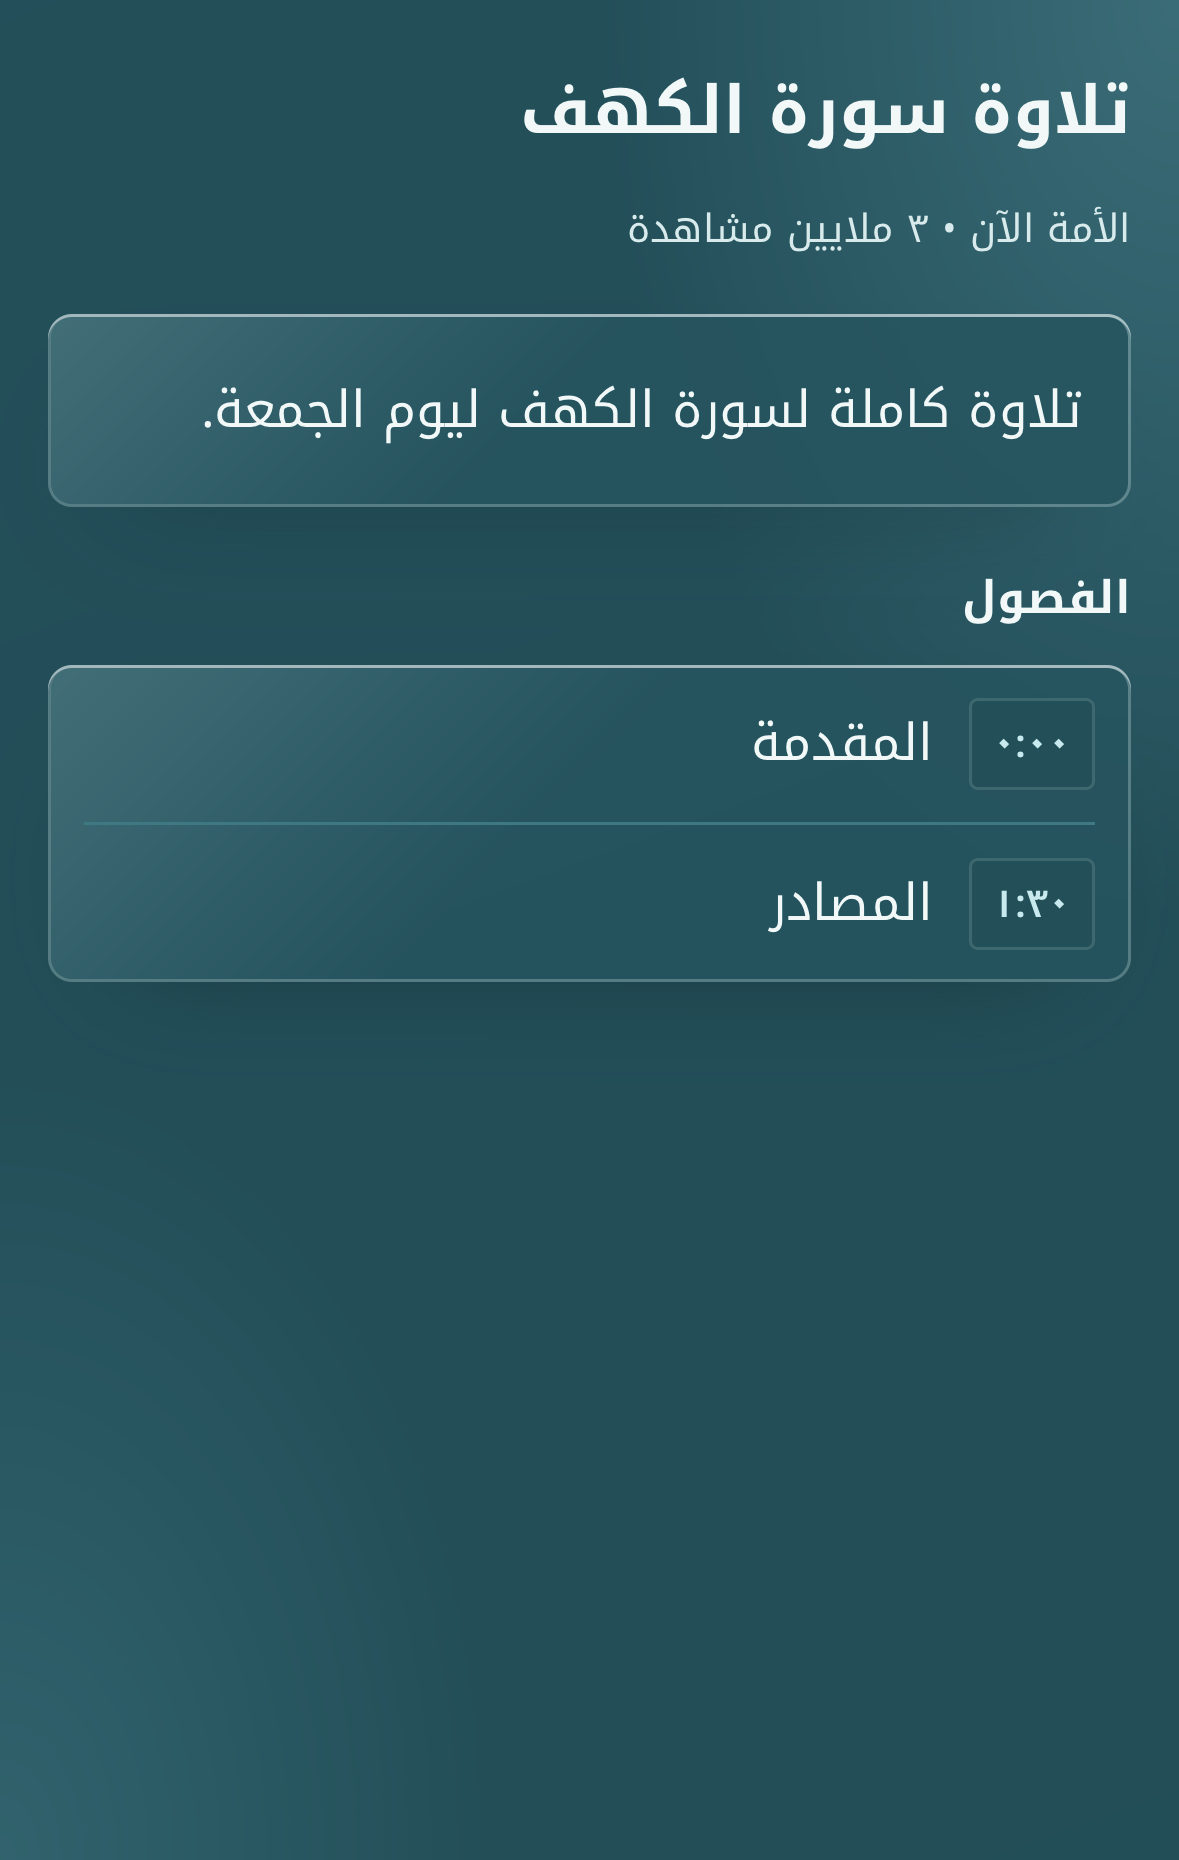 تلاوة سورة الكهف
الأمة الآن • ٣ ملايين مشاهدة
تلاوة كاملة لسورة الكهف ليوم الجمعة.
الفصول
٠:٠٠ المقدمة
١:٣٠ المصادر